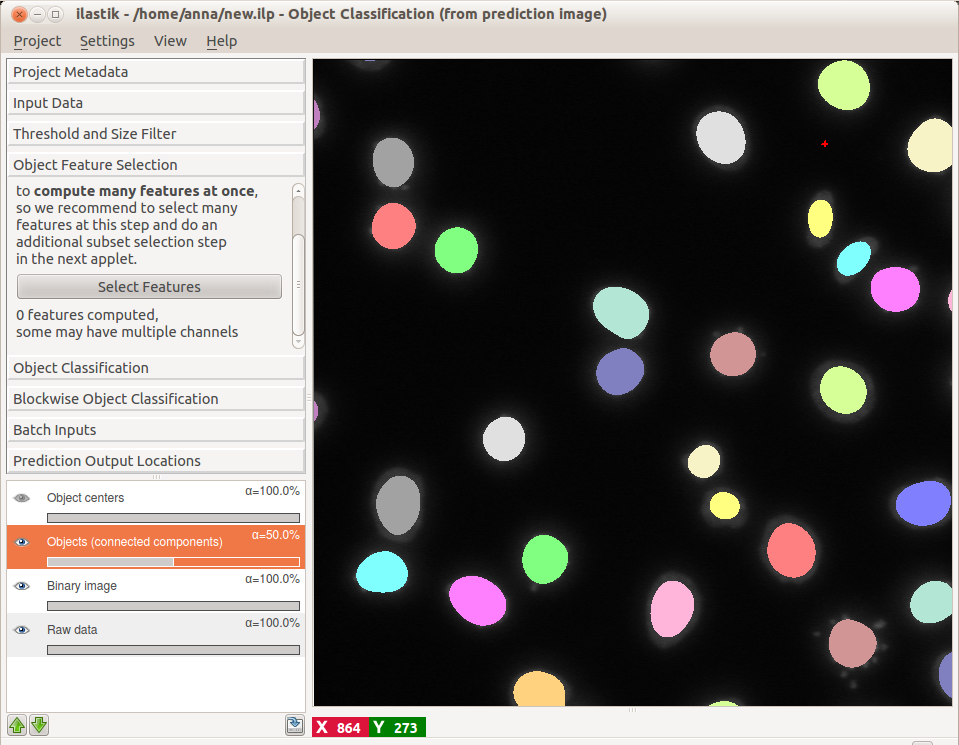 ilastik - /home/anna/new.ilp - Object Classification (from prediction image)
Project Settings View Help
Project Metadata
Input Data
Threshold and Size Filter
Object Feature Selection
to compute many features at once,
so we recommend to select many
features at this step and do an
additional subset selection step
in the next applet.
Select Features
0 features computed,
some may have multiple channels
Object Classification
Blockwise Object Classification
Batch Inputs
Prediction Output Locations
Object centers α=100.0%
Objects (connected components) α=50.0%
Binary image α=100.0%
Raw data α=100.0%
X 864 Y 273